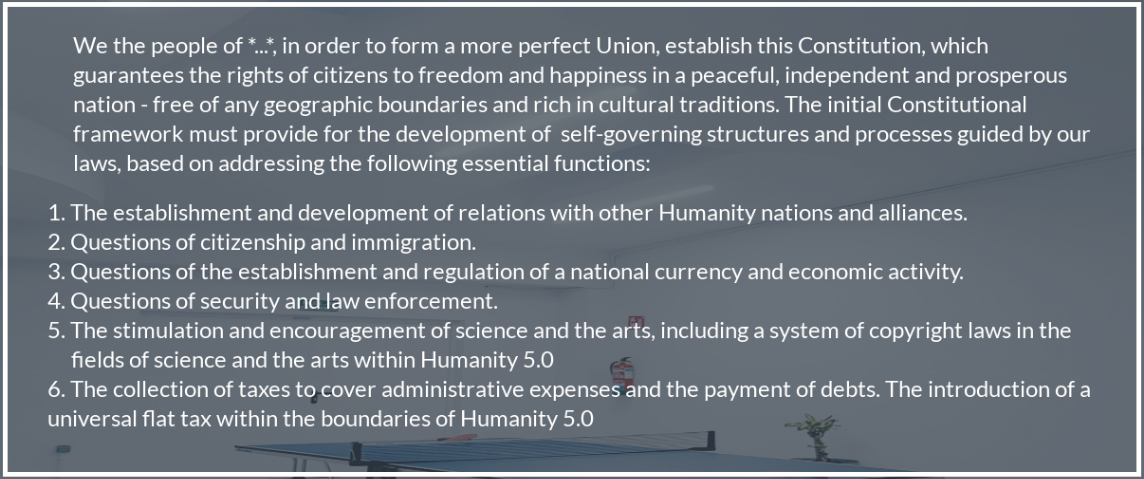 We the people of *...*, in order to form a more perfect Union, establish this Constitution, which
guarantees the rights of citizens to freedom and happiness in a peaceful, independent and prosperous
nation - free of any geographic boundaries and rich in cultural traditions. The initial Constitutional
framework must provide for the development of  self-governing structures and processes guided by our
laws, based on addressing the following essential functions:
1. The establishment and development of relations with other Humanity nations and alliances.
2. Questions of citizenship and immigration.
3. Questions of the establishment and regulation of a national currency and economic activity.
4. Questions of security and law enforcement.
5. The stimulation and encouragement of science and the arts, including a system of copyright laws in the
fields of science and the arts within Humanity 5.0
6. The collection of taxes to cover administrative expenses and the payment of debts. The introduction of a
universal flat tax within the boundaries of Humanity 5.0